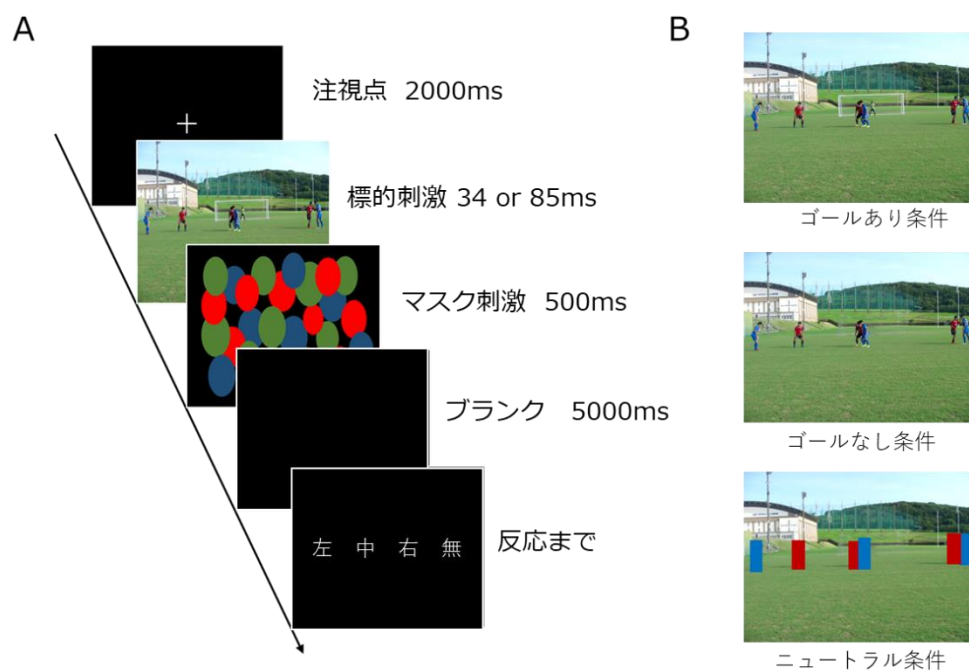 A
注視点 2000ms
標的刺激 34 or 85ms
マスク刺激 500ms
ブランク 5000ms
左 中 右 無
反応まで
B
ゴールあり条件
ゴールなし条件
ニュートラル条件